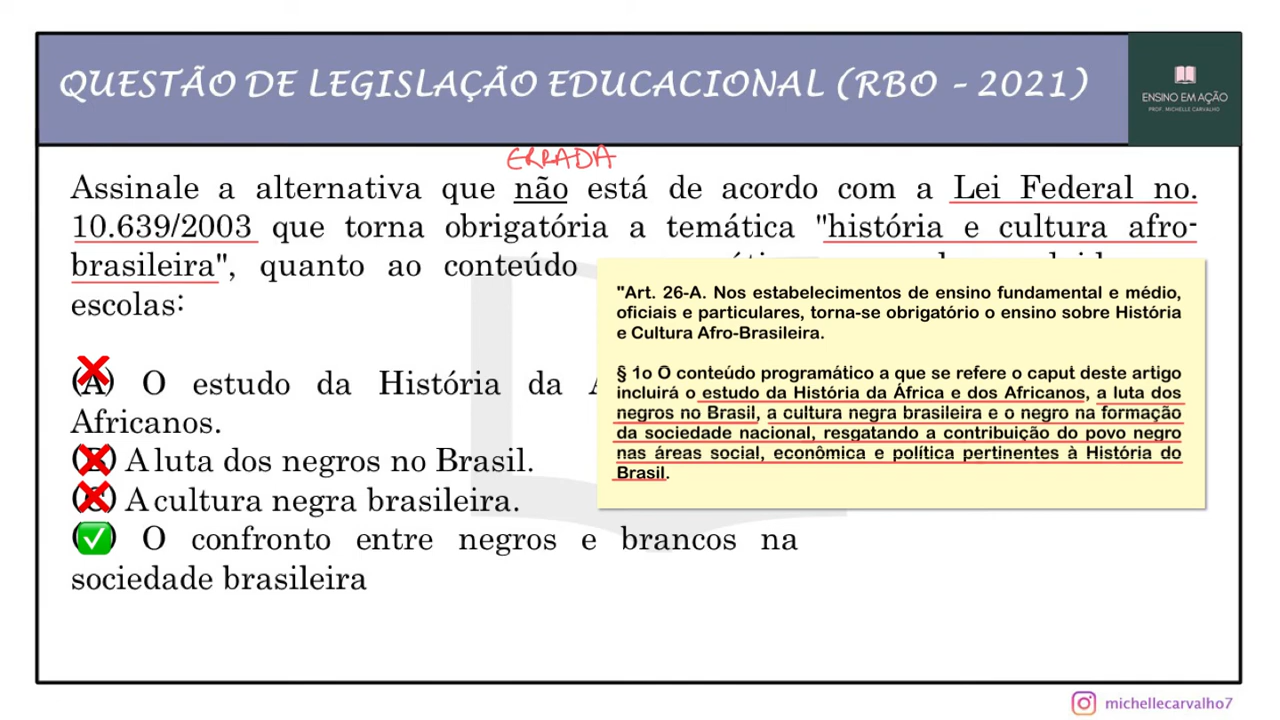 QUESTÃO DE LEGISLAÇÃO EDUCACIONAL (RBO - 2021)
ENSINO EM AÇÃO
PROF. MICHELLE CARVALHO
ERRADA
Assinale a alternativa que não está de acordo com a Lei Federal no.
10.639/2003 que torna obrigatória a temática "história e cultura afro-
brasileira", quanto ao conteúdo
escolas:
"Art. 26-A. Nos estabelecimentos de ensino fundamental e médio,
oficiais e particulares, torna-se obrigatório o ensino sobre História
e Cultura Afro-Brasileira.
§ 1o O conteúdo programático a que se refere o caput deste artigo
incluirá o estudo da História da África e dos Africanos, a luta dos
negros no Brasil, a cultura negra brasileira e o negro na formação
da sociedade nacional, resgatando a contribuição do povo negro
nas áreas social, econômica e política pertinentes à História do
Brasil.
(A) O estudo da História da
Africanos.
(B) A luta dos negros no Brasil.
(C) A cultura negra brasileira.
( ) O confronto entre negros e brancos na
sociedade brasileira
michellecarvalho7